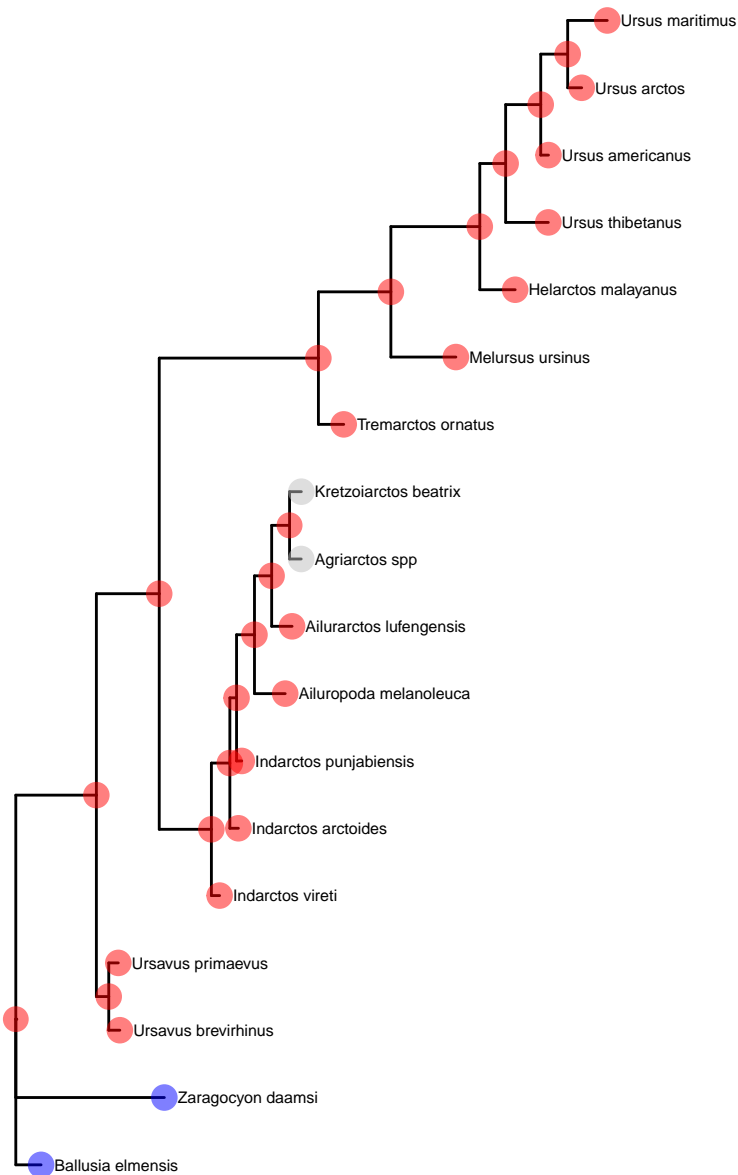 Ursus maritimus
Ursus arctos
Ursus americanus
Ursus thibetanus
Helarctos malayanus
Melursus ursinus
Tremarctos ornatus
Kretzoiarctos beatrix
Agriarctos spp
Ailurarctos lufengensis
Ailuropoda melanoleuca
Indarctos punjabiensis
Indarctos arctoides
Indarctos vireti
Ursavus primaevus
Ursavus brevirhinus
Zaragocyon daamsi
Ballusia elmensis